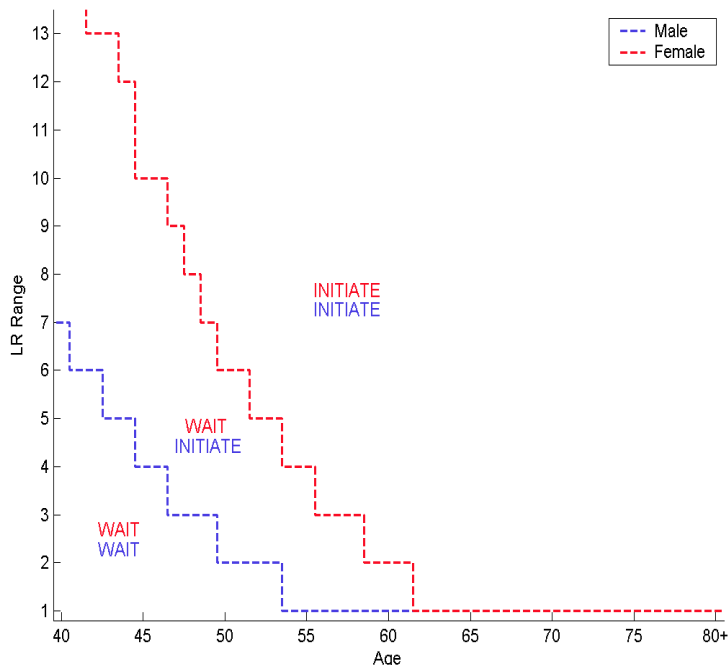 13
12
11
10
9
8
7
6
5
4
3
2
1
LR Range
Male
Female
INITIATE
INITIATE
WAIT
INITIATE
WAIT
WAIT
40 45 50 55 60 65 70 75 80+
Age